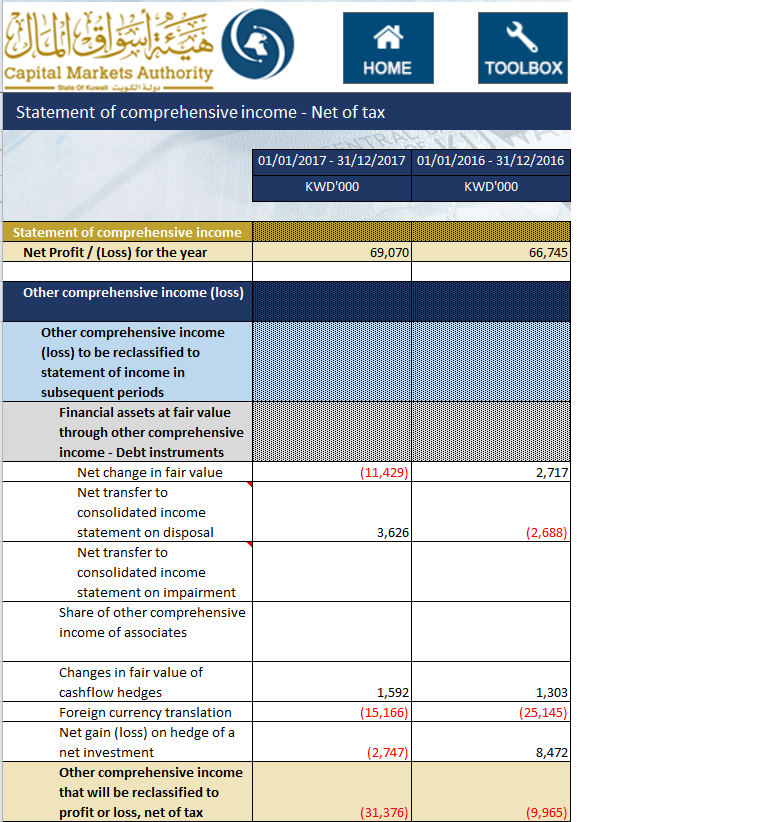 هيئة أسواق المال
Capital Markets Authority
State Of Kuwait دولة الكويت
HOME
TOOLBOX
Statement of comprehensive income - Net of tax
01/01/2017 - 31/12/2017 01/01/2016 - 31/12/2016
KWD'000 KWD'000
Statement of comprehensive income
Net Profit / (Loss) for the year 69,070 66,745
Other comprehensive income (loss)
Other comprehensive income
(loss) to be reclassified to
statement of income in
subsequent periods
Financial assets at fair value
through other comprehensive
income - Debt instruments
Net change in fair value (11,429) 2,717
Net transfer to
consolidated income
statement on disposal 3,626 (2,688)
Net transfer to
consolidated income
statement on impairment
Share of other comprehensive
income of associates
Changes in fair value of
cashflow hedges 1,592 1,303
Foreign currency translation (15,166) (25,145)
Net gain (loss) on hedge of a
net investment (2,747) 8,472
Other comprehensive income
that will be reclassified to
profit or loss, net of tax (31,376) (9,965)